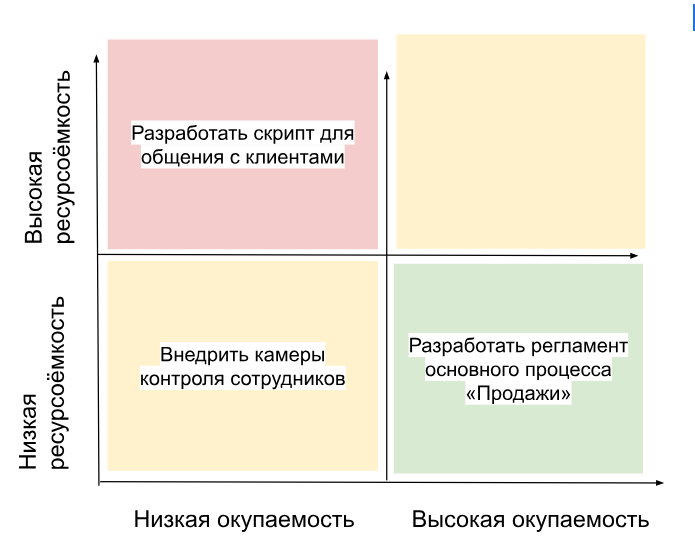 Высокая
ресурсоёмкость
Разработать скрипт для
общения с клиентами
Низкая
ресурсоёмкость
Внедрить камеры
контроля сотрудников
Разработать регламент
основного процесса
«Продажи»
Низкая окупаемость
Высокая окупаемость